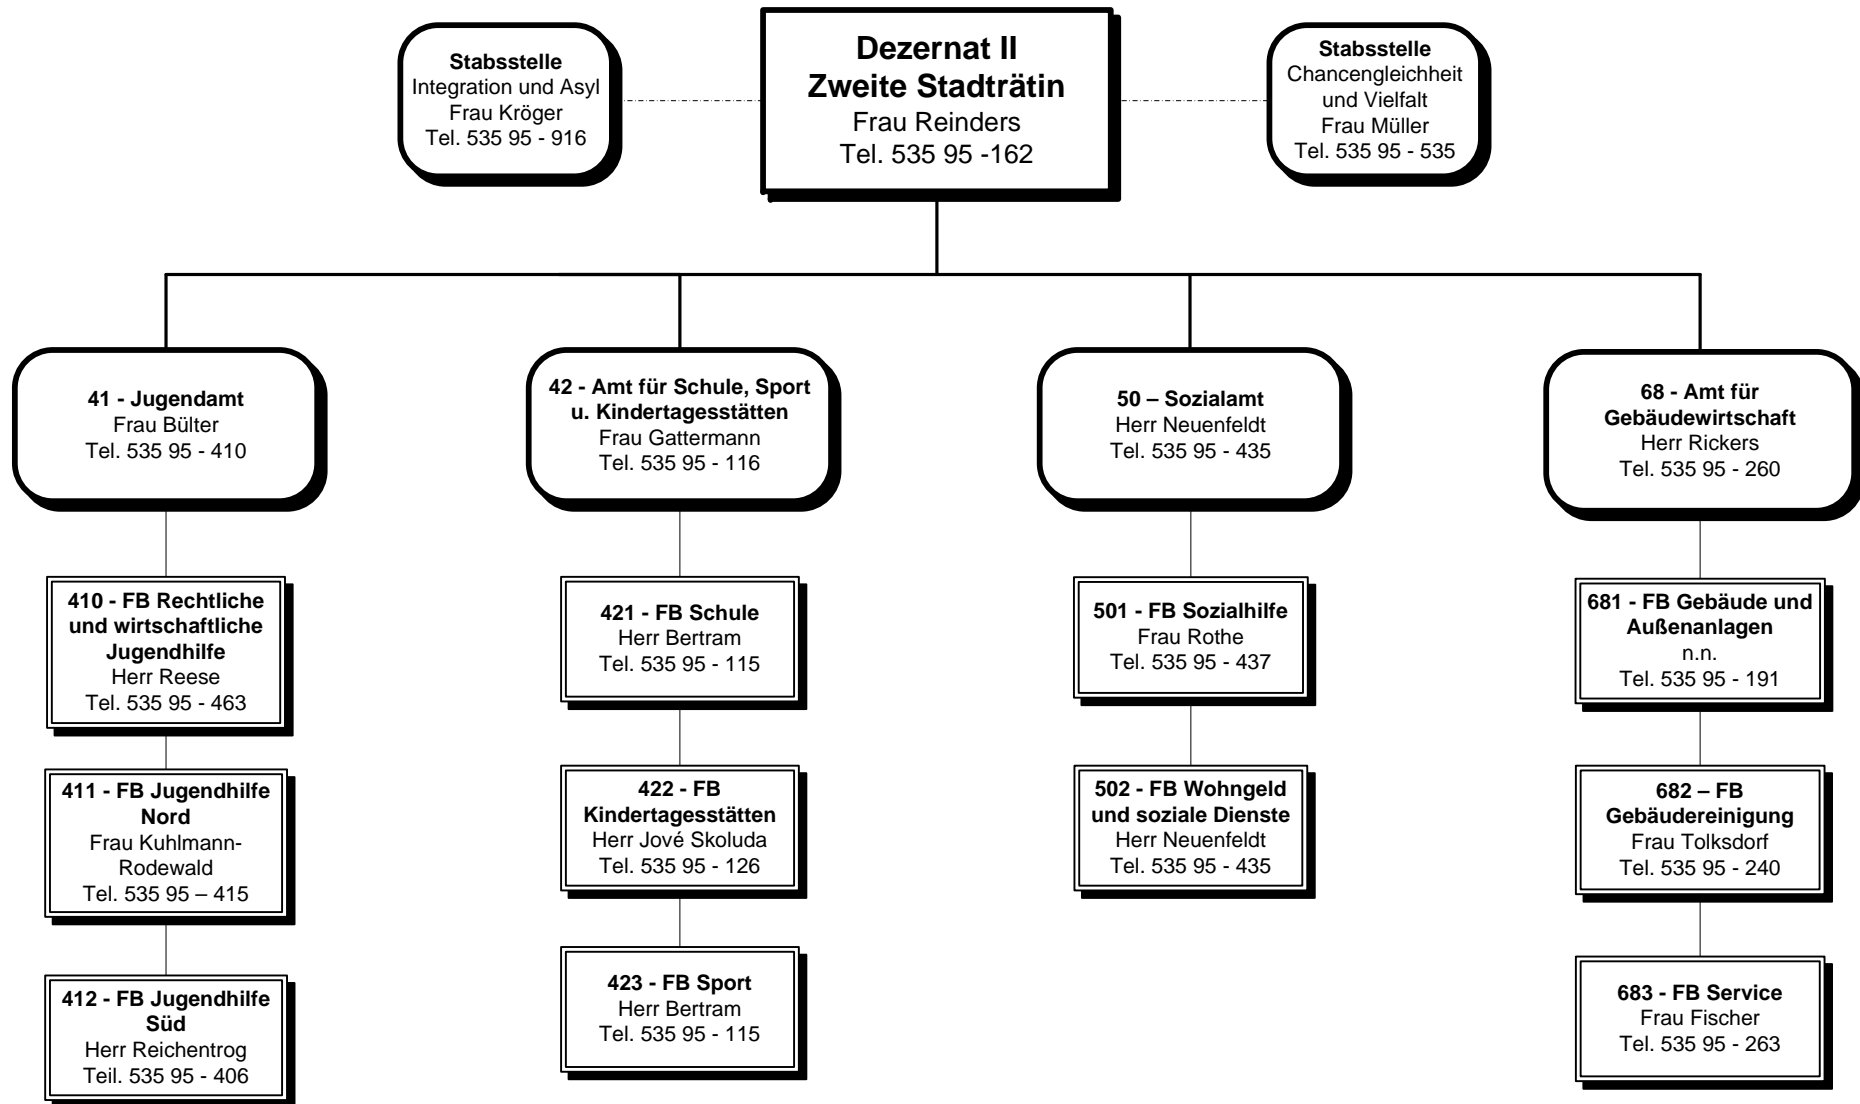 Stabsstelle
Integration und Asyl
Frau Kröger
Tel. 535 95 - 916
Dezernat II
Zweite Stadträtin
Frau Reinders
Tel. 535 95 -162
Stabsstelle
Chancengleichheit
und Vielfalt
Frau Müller
Tel. 535 95 - 535
41 - Jugendamt
Frau Bülter
Tel. 535 95 - 410
42 - Amt für Schule, Sport
u. Kindertagesstätten
Frau Gattermann
Tel. 535 95 - 116
50 – Sozialamt
Herr Neuenfeldt
Tel. 535 95 - 435
68 - Amt für
Gebäudewirtschaft
Herr Rickers
Tel. 535 95 - 260
410 - FB Rechtliche
und wirtschaftliche
Jugendhilfe
Herr Reese
Tel. 535 95 - 463
421 - FB Schule
Herr Bertram
Tel. 535 95 - 115
501 - FB Sozialhilfe
Frau Rothe
Tel. 535 95 - 437
681 - FB Gebäude und
Außenanlagen
n.n.
Tel. 535 95 - 191
411 - FB Jugendhilfe
Nord
Frau Kuhlmann-
Rodewald
Tel. 535 95 – 415
422 - FB
Kindertagesstätten
Herr Jové Skoluda
Tel. 535 95 - 126
502 - FB Wohngeld
und soziale Dienste
Herr Neuenfeldt
Tel. 535 95 - 435
682 – FB
Gebäudereinigung
Frau Tolksdorf
Tel. 535 95 - 240
412 - FB Jugendhilfe
Süd
Herr Reichentrog
Teil. 535 95 - 406
423 - FB Sport
Herr Bertram
Tel. 535 95 - 115
683 - FB Service
Frau Fischer
Tel. 535 95 - 263